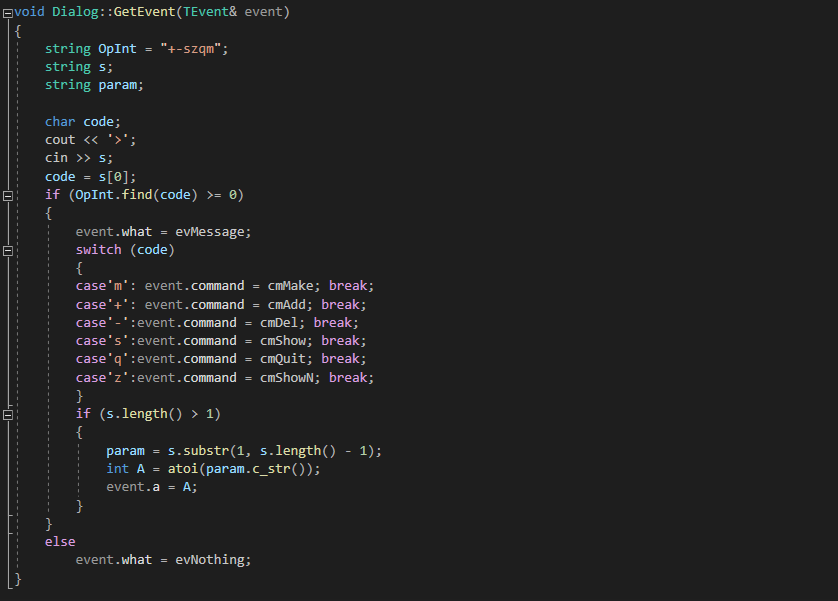 void Dialog::GetEvent(TEvent& event)
{
string OpInt = "+-szqm";
string s;
string param;
char code;
cout << '>';
cin >> s;
code = s[0];
if (OpInt.find(code) >= 0)
{
event.what = evMessage;
switch (code)
{
case'm': event.command = cmMake; break;
case'+': event.command = cmAdd; break;
case'-':event.command = cmDel; break;
case's':event.command = cmShow; break;
case'q':event.command = cmQuit; break;
case'z':event.command = cmShowN; break;
}
if (s.length() > 1)
{
param = s.substr(1, s.length() - 1);
int A = atoi(param.c_str());
event.a = A;
}
}
else
event.what = evNothing;
}